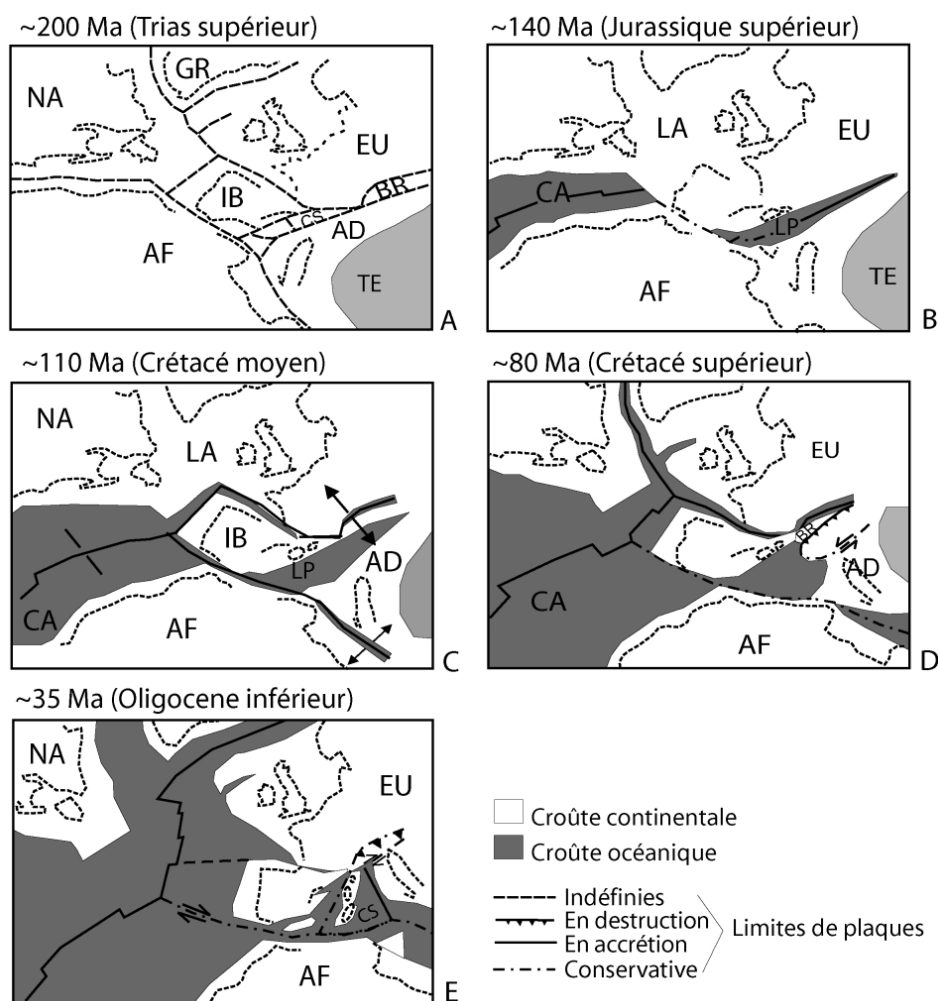 ~200 Ma (Trias supérieur)
GR
NA
EU
IB
BR
CS
AD
AF
TE
A
~140 Ma (Jurassique supérieur)
LA
EU
CA
LP
TE
AF
B
~110 Ma (Crétacé moyen)
NA
LA
IB
LP
AD
CA
AF
C
~80 Ma (Crétacé supérieur)
EU
BR
AD
CA
AF
D
~35 Ma (Oligocene inférieur)
NA
EU
CS
AF
E
Croûte continentale
Croûte océanique
Indéfinies
En destruction
En accrétion
Conservative
Limites de plaques